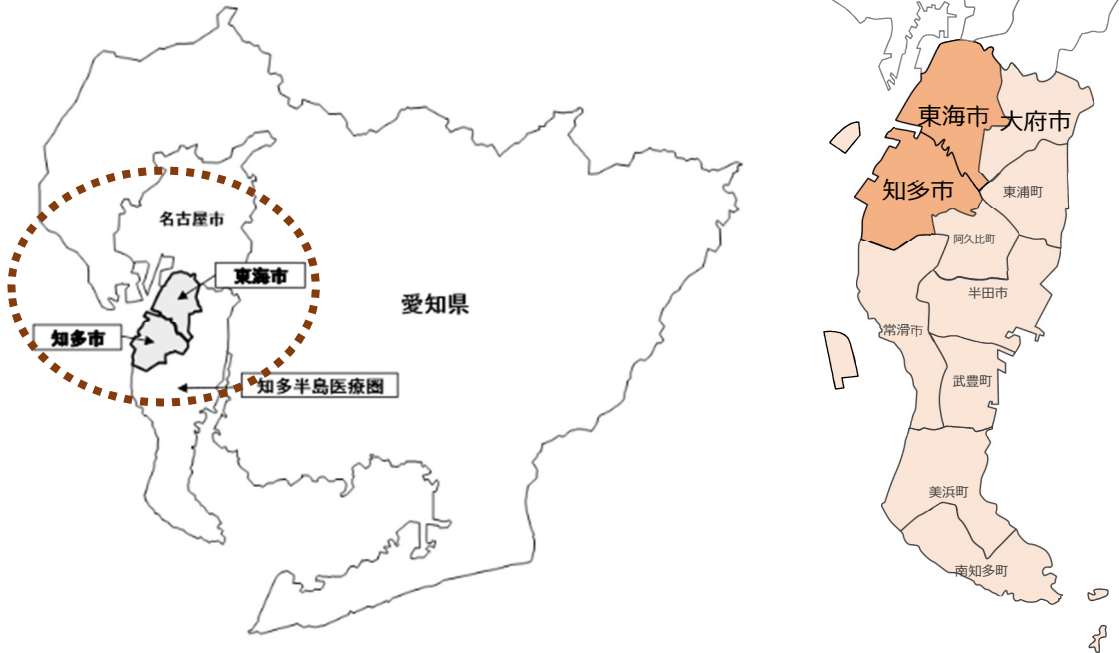 名古屋市
東海市
知多市
愛知県
知多半島医療圏
東海市
大府市
知多市
東浦町
阿久比町
半田市
常滑市
武豊町
美浜町
南知多町